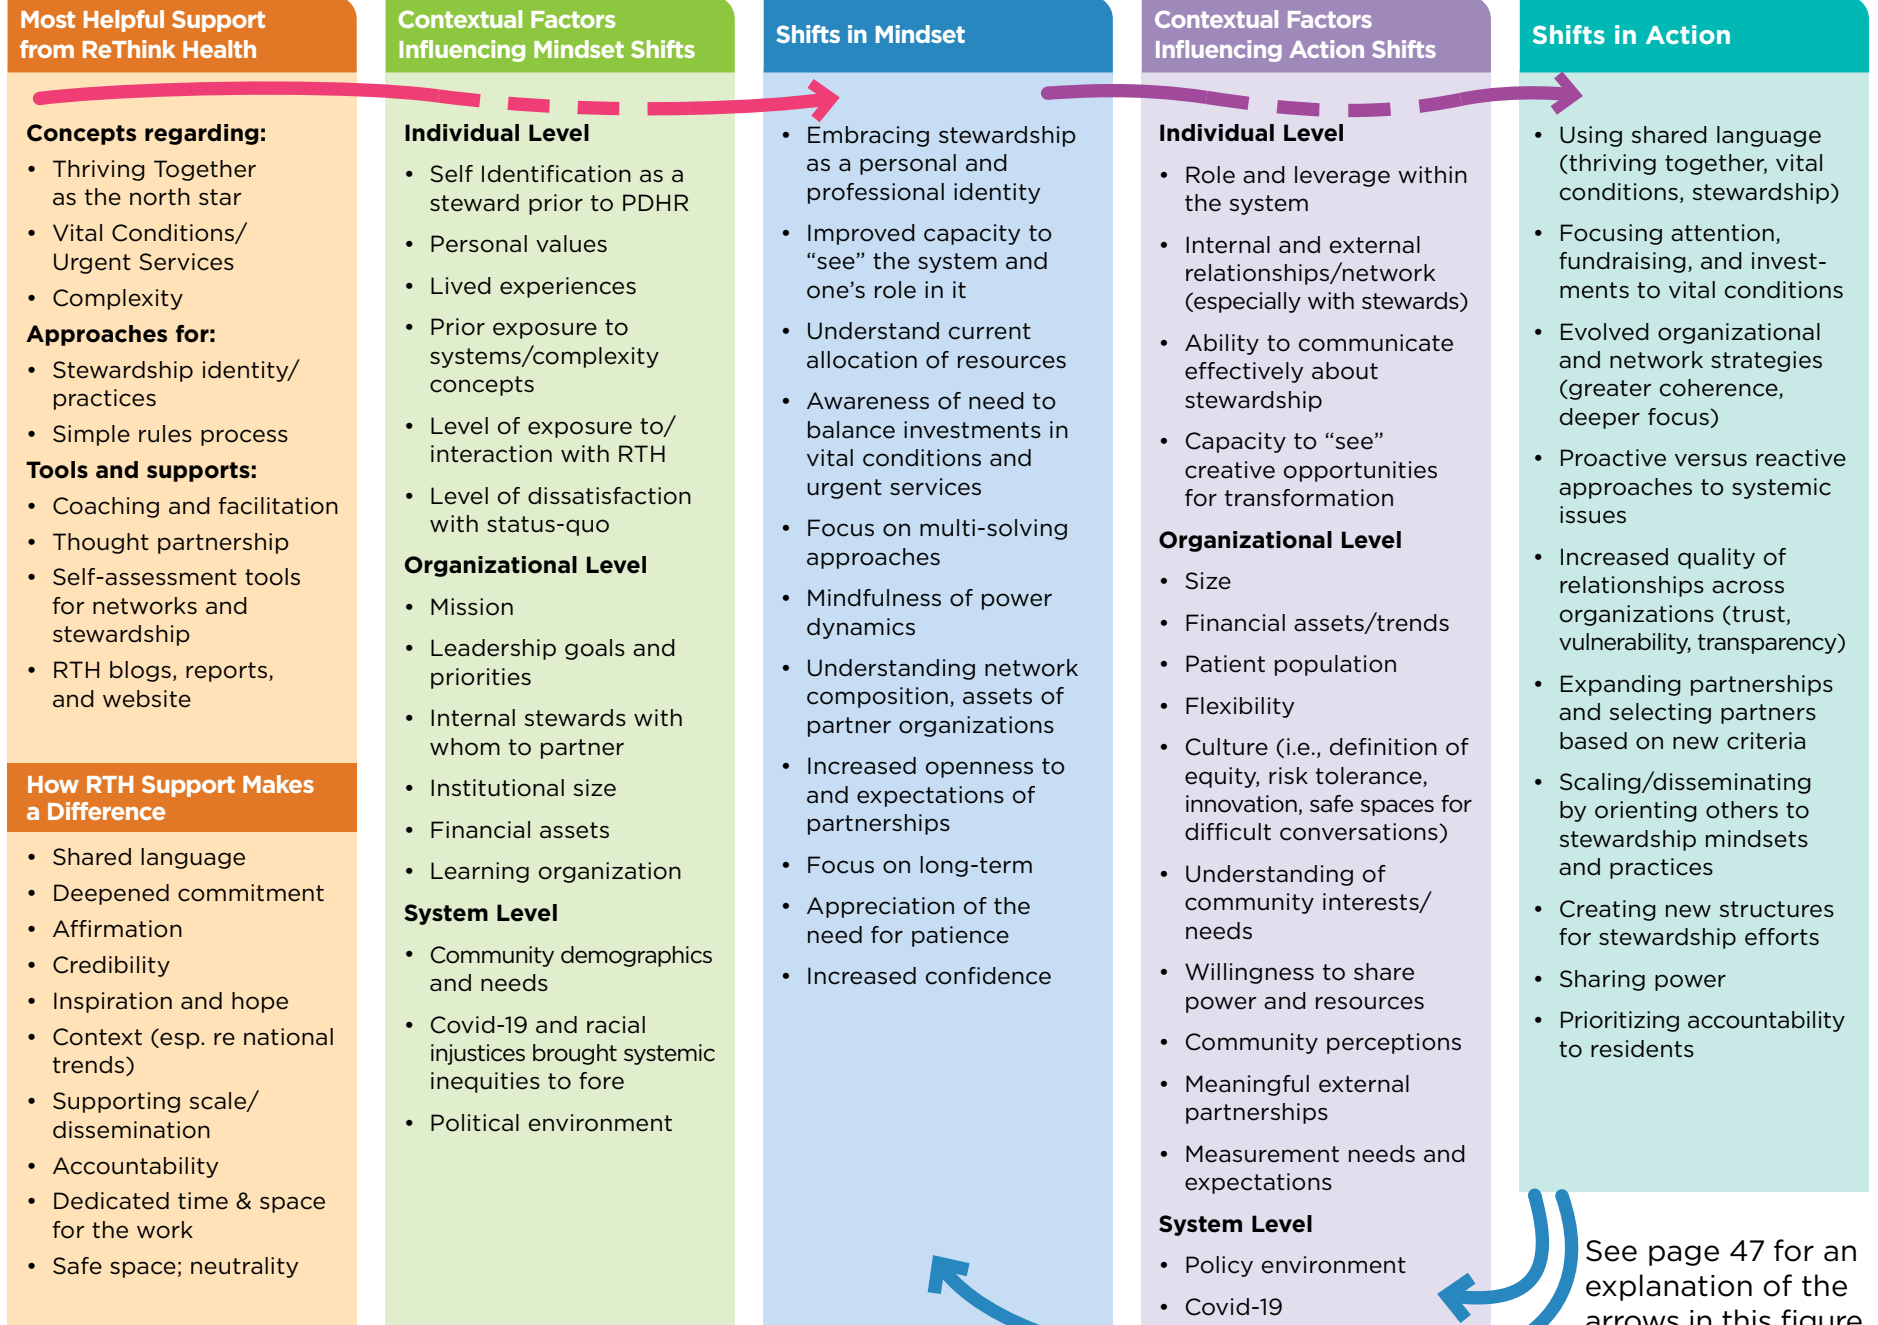 Most Helpful Support
from ReThink Health
Concepts regarding:
• Thriving Together
as the north star
• Vital Conditions/
Urgent Services
• Complexity
Approaches for:
• Stewardship identity/
practices
• Simple rules process
Tools and supports:
• Coaching and facilitation
• Thought partnership
• Self-assessment tools
for networks and
stewardship
• RTH blogs, reports,
and website
How RTH Support Makes
a Difference
• Shared language
• Deepened commitment
• Affirmation
• Credibility
• Inspiration and hope
• Context (esp. re national
trends)
• Supporting scale/
dissemination
• Accountability
• Dedicated time & space
for the work
• Safe space; neutrality
Contextual Factors
Influencing Mindset Shifts
Individual Level
• Self Identification as a
steward prior to PDHR
• Personal values
• Lived experiences
• Prior exposure to
systems/complexity
concepts
• Level of exposure to/
interaction with RTH
• Level of dissatisfaction
with status-quo
Organizational Level
• Mission
• Leadership goals and
priorities
• Internal stewards with
whom to partner
• Institutional size
• Financial assets
• Learning organization
System Level
• Community demographics
and needs
• Covid-19 and racial
injustices brought systemic
inequities to fore
• Political environment
Shifts in Mindset
• Embracing stewardship
as a personal and
professional identity
• Improved capacity to
“see” the system and
one’s role in it
• Understand current
allocation of resources
• Awareness of need to
balance investments in
vital conditions and
urgent services
• Focus on multi-solving
approaches
• Mindfulness of power
dynamics
• Understanding network
composition, assets of
partner organizations
• Increased openness to
and expectations of
partnerships
• Focus on long-term
• Appreciation of the
need for patience
• Increased confidence
Contextual Factors
Influencing Action Shifts
Individual Level
• Role and leverage within
the system
• Internal and external
relationships/network
(especially with stewards)
• Ability to communicate
effectively about
stewardship
• Capacity to “see”
creative opportunities
for transformation
Organizational Level
• Size
• Financial assets/trends
• Patient population
• Flexibility
• Culture (i.e., definition of
equity, risk tolerance,
innovation, safe spaces for
difficult conversations)
• Understanding of
community interests/
needs
• Willingness to share
power and resources
• Community perceptions
• Meaningful external
partnerships
• Measurement needs and
expectations
System Level
• Policy environment
• Covid-19
Shifts in Action
• Using shared language
(thriving together, vital
conditions, stewardship)
• Focusing attention,
fundraising, and invest-
ments to vital conditions
• Evolved organizational
and network strategies
(greater coherence,
deeper focus)
• Proactive versus reactive
approaches to systemic
issues
• Increased quality of
relationships across
organizations (trust,
vulnerability, transparency)
• Expanding partnerships
and selecting partners
based on new criteria
• Scaling/disseminating
by orienting others to
stewardship mindsets
and practices
• Creating new structures
for stewardship efforts
• Sharing power
• Prioritizing accountability
to residents
See page 47 for an
explanation of the
arrows in this figure